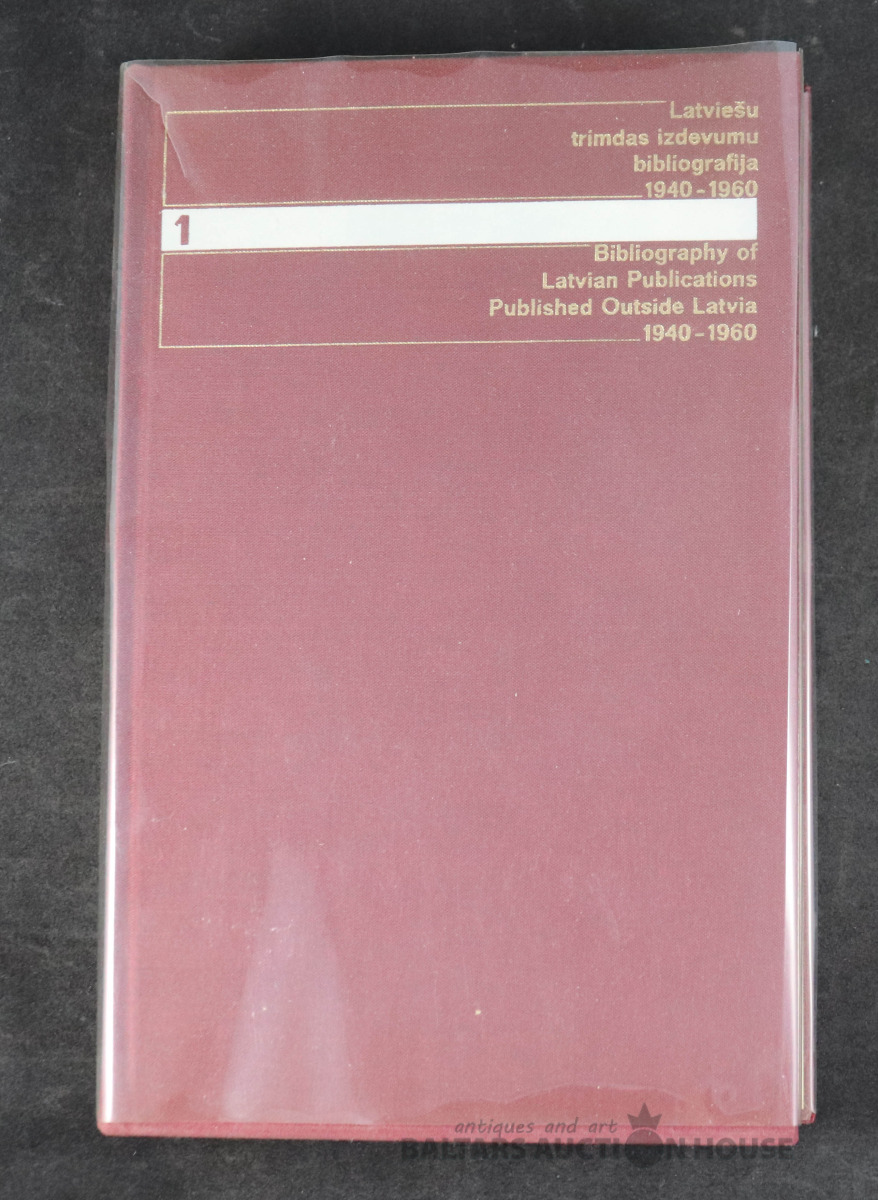 Latviešu
trimdas izdevumu
bibliografija
1940-1960
1
Bibliography of
Latvian Publications
Published Outside Latvia
1940-1960
antiques and art
BALTARS AUCTION HOUSE